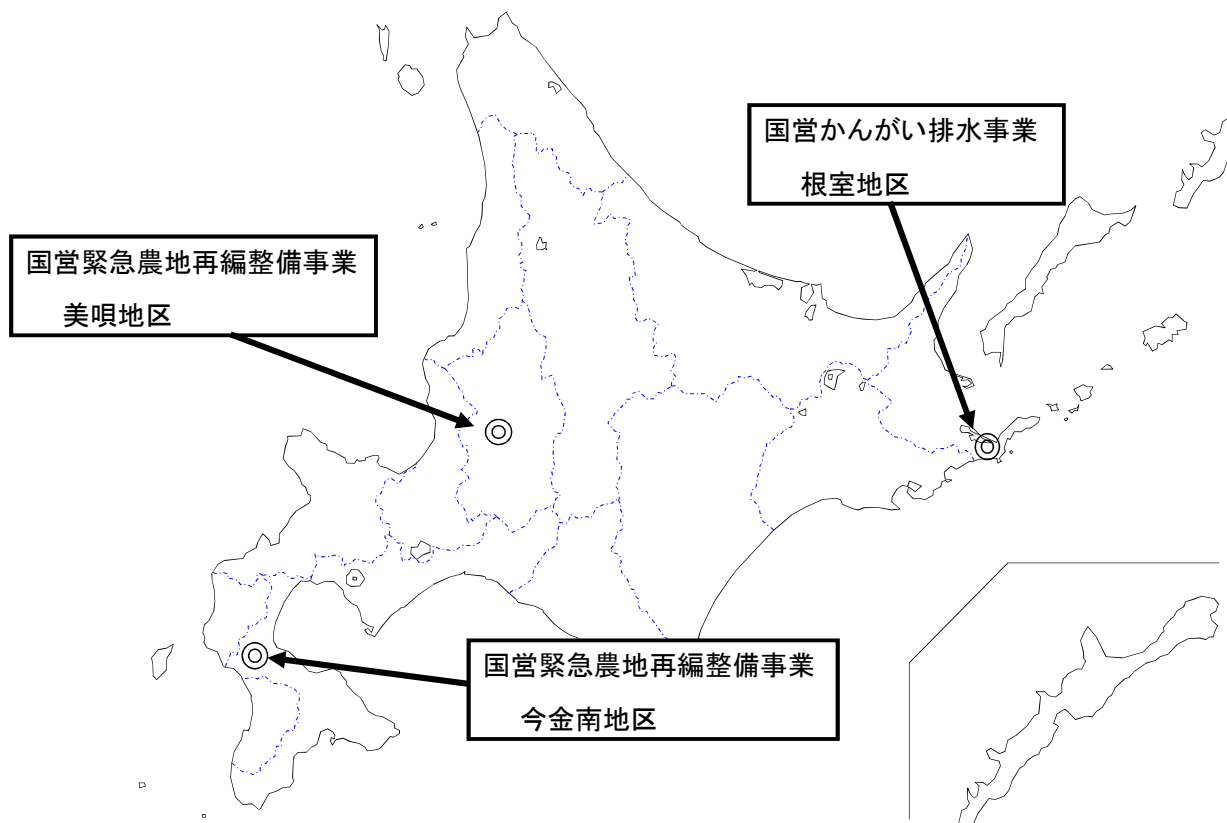 国営かんがい排水事業
根室地区
国営緊急農地再編整備事業
美唄地区
国営緊急農地再編整備事業
今金南地区